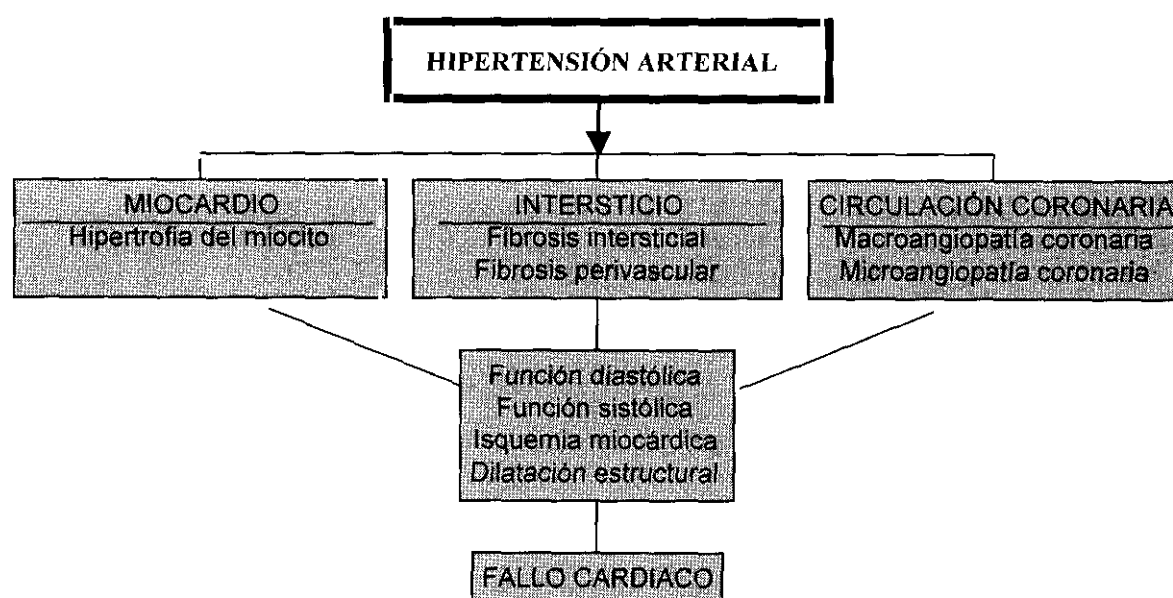 HIPERTENSIÓN ARTERIAL
MIOCARDIO
Hipertrofia del miocito
INTERSTICIO
Fibrosis intersticial
Fibrosis perivascular
CIRCULACIÓN CORONARIA
Macroangiopatía coronaria
Microangiopatía coronaria
Función diastólica
Función sistólica
Isquemia miocárdica
Dilatación estructural
FALLO CARDIACO